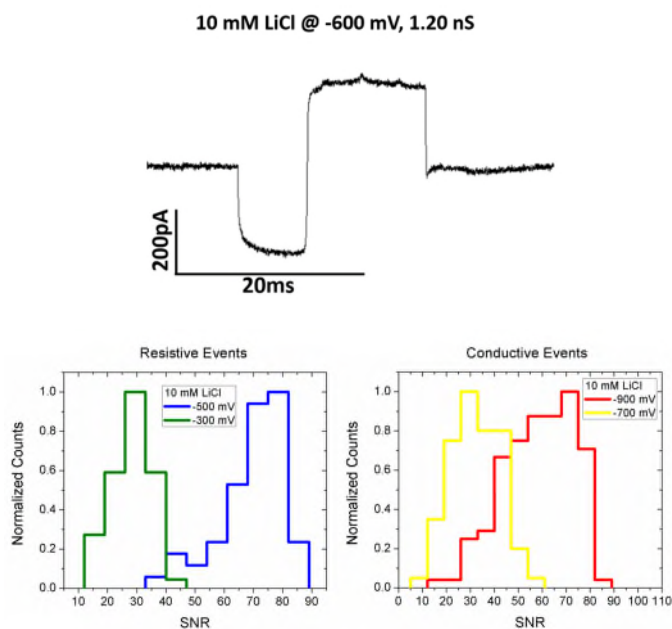 10 mM LiCl @ -600 mV, 1.20 nS
200pA
20ms
Resistive Events
Conductive Events
Normalized Counts
1.0
0.8
0.6
0.4
0.2
0.0
10 mM LiCl
-500 mV
-300 mV
10 20 30 40 50 60 70 80 90
SNR
Normalized Counts
1.0
0.8
0.6
0.4
0.2
0.0
10 mM LiCl
-900 mV
-700 mV
0 10 20 30 40 50 60 70 80 90 100 110
SNR